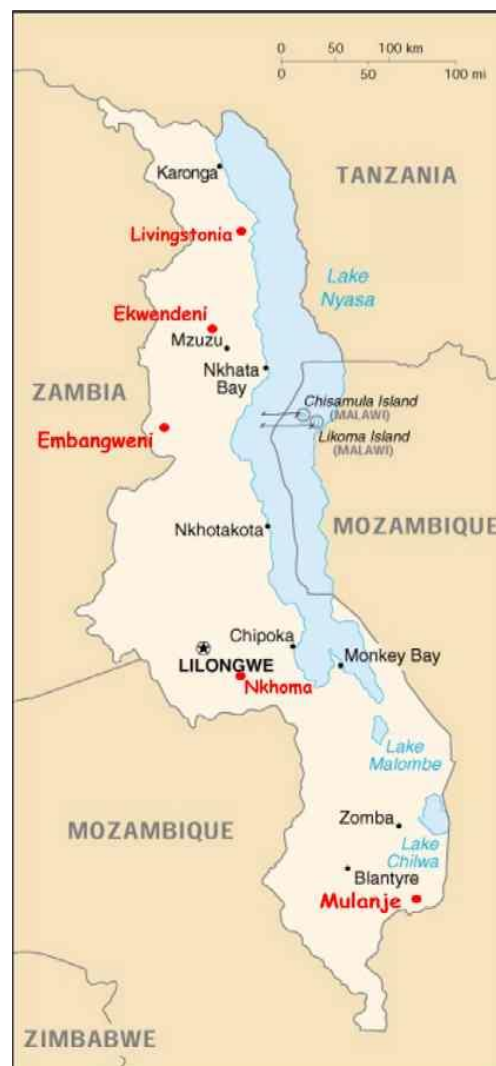 0 50 100 km
0 50 100 mi
Karonga
TANZANIA
Livingstonia
Lake
Nyasa
Ekwendeni
Mzuzu
Nkhata
Bay
ZAMBIA
Chisamula Island
(MALAWI)
Embangweni
Likoma Island
(MALAWI)
Nkhotakota
MOZAMBIQUE
Chipoka
LILONGWE
Monkey Bay
Nkhoma
Lake
Malombe
Zomba
MOZAMBIQUE
Lake
Chilwa
Blantyre
Mulanje
ZIMBABWE